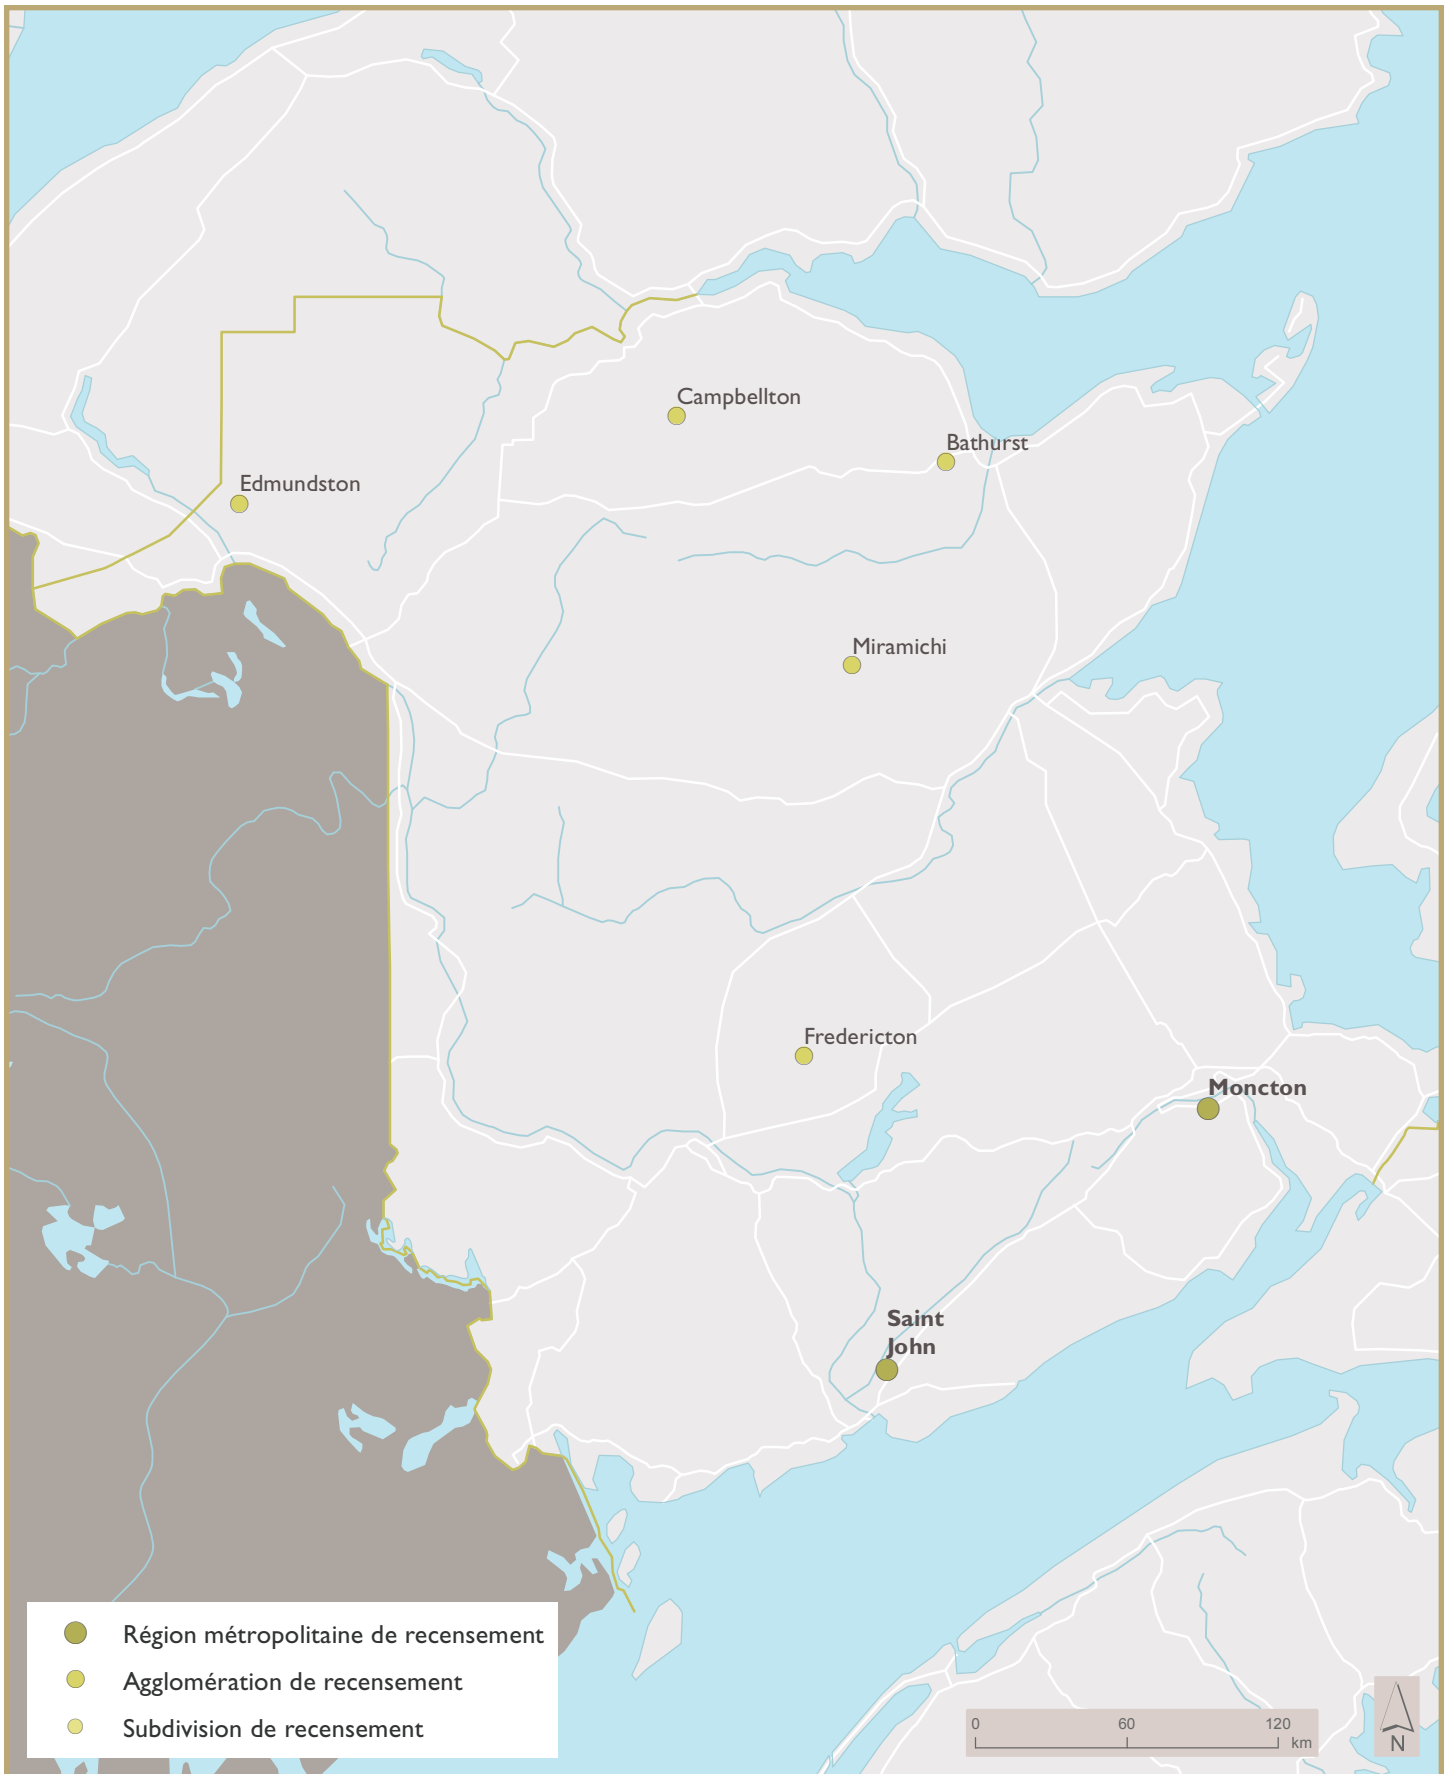 Campbellton
Bathurst
Edmundston
Miramichi
Fredericton
Moncton
Saint
John
Région métropolitaine de recensement
Agglomération de recensement
Subdivision de recensement
0 60 120
km
N